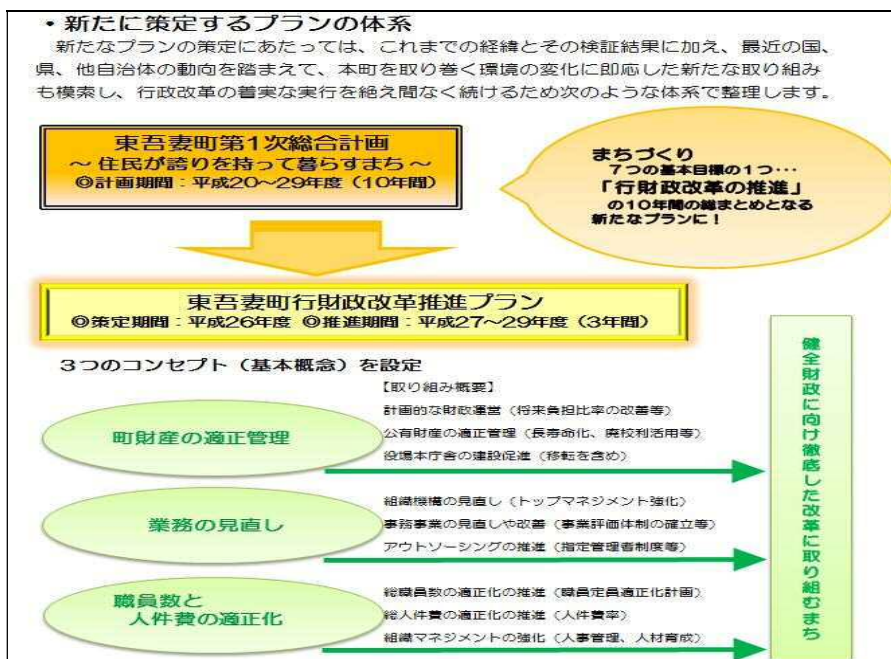 ・新たに策定するプランの体系
新たなプランの策定にあたっては、これまでの経緯とその検証結果に加え、最近の国、
県、他自治体の動向を踏まえて、本町を取り巻く環境の変化に即応した新たな取り組み
も模索し、行政改革の着実な実行を絶え間なく続けるため次のような体系で整理します。
東吾妻町第1次総合計画
～住民が誇りを持って暮らすまち～
◎計画期間：平成20～29年度（10年間）
まちづくり
７つの基本目標の１つ･･･
「行財政改革の推進」
の１０年間の総まとめとなる
新たなプランに！
東吾妻町行財政改革推進プラン
◎策定期間：平成26年度 ◎推進期間：平成27～29年度（3年間）
３つのコンセプト（基本概念）を設定
【取り組み概要】
町財産の適正管理
計画的な財政運営（将来負担比率の改善等）
公有財産の適正管理（長寿命化、廃校利活用等）
役場本庁舎の建設促進（移転を含め）
業務の見直し
組織機構の見直し（トップマネジメント強化）
事務事業の見直しや改善（事業評価体制の確立等）
アウトソーシングの推進（指定管理者制度等）
職員数と
人件費の適正化
総職員数の適正化の推進（職員定員適正化計画）
総人件費の適正化の推進（人件費率）
組織マネジメントの強化（人事管理、人材育成）
健全財政に向け徹底した改革に取り組むまち